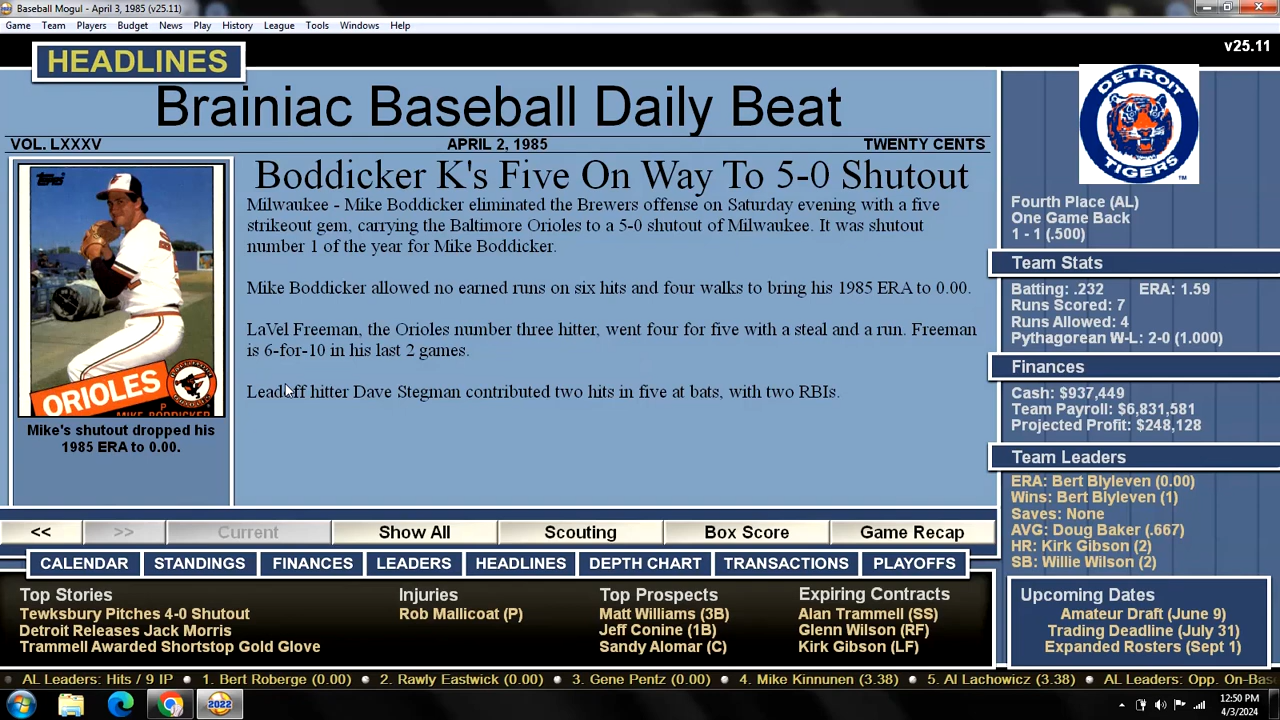 Baseball Mogul - April 3, 1985 (v25.11)
Game Team Players Budget News Play History League Tools Windows Help
HEADLINES
v25.11
Brainiac Baseball Daily Beat
VOL. LXXXV APRIL 2, 1985 TWENTY CENTS
Topps
ORIOLES
P
MIKE BODDICKER
Mike's shutout dropped his
1985 ERA to 0.00.
Boddicker K's Five On Way To 5-0 Shutout
Milwaukee - Mike Boddicker eliminated the Brewers offense on Saturday evening with a five
strikeout gem, carrying the Baltimore Orioles to a 5-0 shutout of Milwaukee. It was shutout
number 1 of the year for Mike Boddicker.
Mike Boddicker allowed no earned runs on six hits and four walks to bring his 1985 ERA to 0.00.
LaVel Freeman, the Orioles number three hitter, went four for five with a steal and a run. Freeman
is 6-for-10 in his last 2 games.
Leadoff hitter Dave Stegman contributed two hits in five at bats, with two RBIs.
DETROIT
TIGERS
TM
Fourth Place (AL)
One Game Back
1 - 1 (.500)
Team Stats
Batting: .232 ERA: 1.59
Runs Scored: 7
Runs Allowed: 4
Pythagorean W-L: 2-0 (1.000)
Finances
Cash: $937,449
Team Payroll: $6,831,581
Projected Profit: $248,128
Team Leaders
ERA: Bert Blyleven (0.00)
Wins: Bert Blyleven (1)
Saves: None
AVG: Doug Baker (.667)
HR: Kirk Gibson (2)
SB: Willie Wilson (2)
<< >> Current Show All Scouting Box Score Game Recap
CALENDAR STANDINGS FINANCES LEADERS HEADLINES DEPTH CHART TRANSACTIONS PLAYOFFS
Top Stories
Tewksbury Pitches 4-0 Shutout
Detroit Releases Jack Morris
Trammell Awarded Shortstop Gold Glove
Injuries
Rob Mallicoat (P)
Top Prospects
Matt Williams (3B)
Jeff Conine (1B)
Sandy Alomar (C)
Expiring Contracts
Alan Trammell (SS)
Glenn Wilson (RF)
Kirk Gibson (LF)
Upcoming Dates
Amateur Draft (June 9)
Trading Deadline (July 31)
Expanded Rosters (Sept 1)
AL Leaders: Hits / 9 IP 1. Bert Roberge (0.00) 2. Rawly Eastwick (0.00) 3. Gene Pentz (0.00) 4. Mike Kinnunen (3.38) 5. Al Lachowicz (3.38) AL Leaders: Opp. On-Bas
2022
12:50 PM
4/3/2024